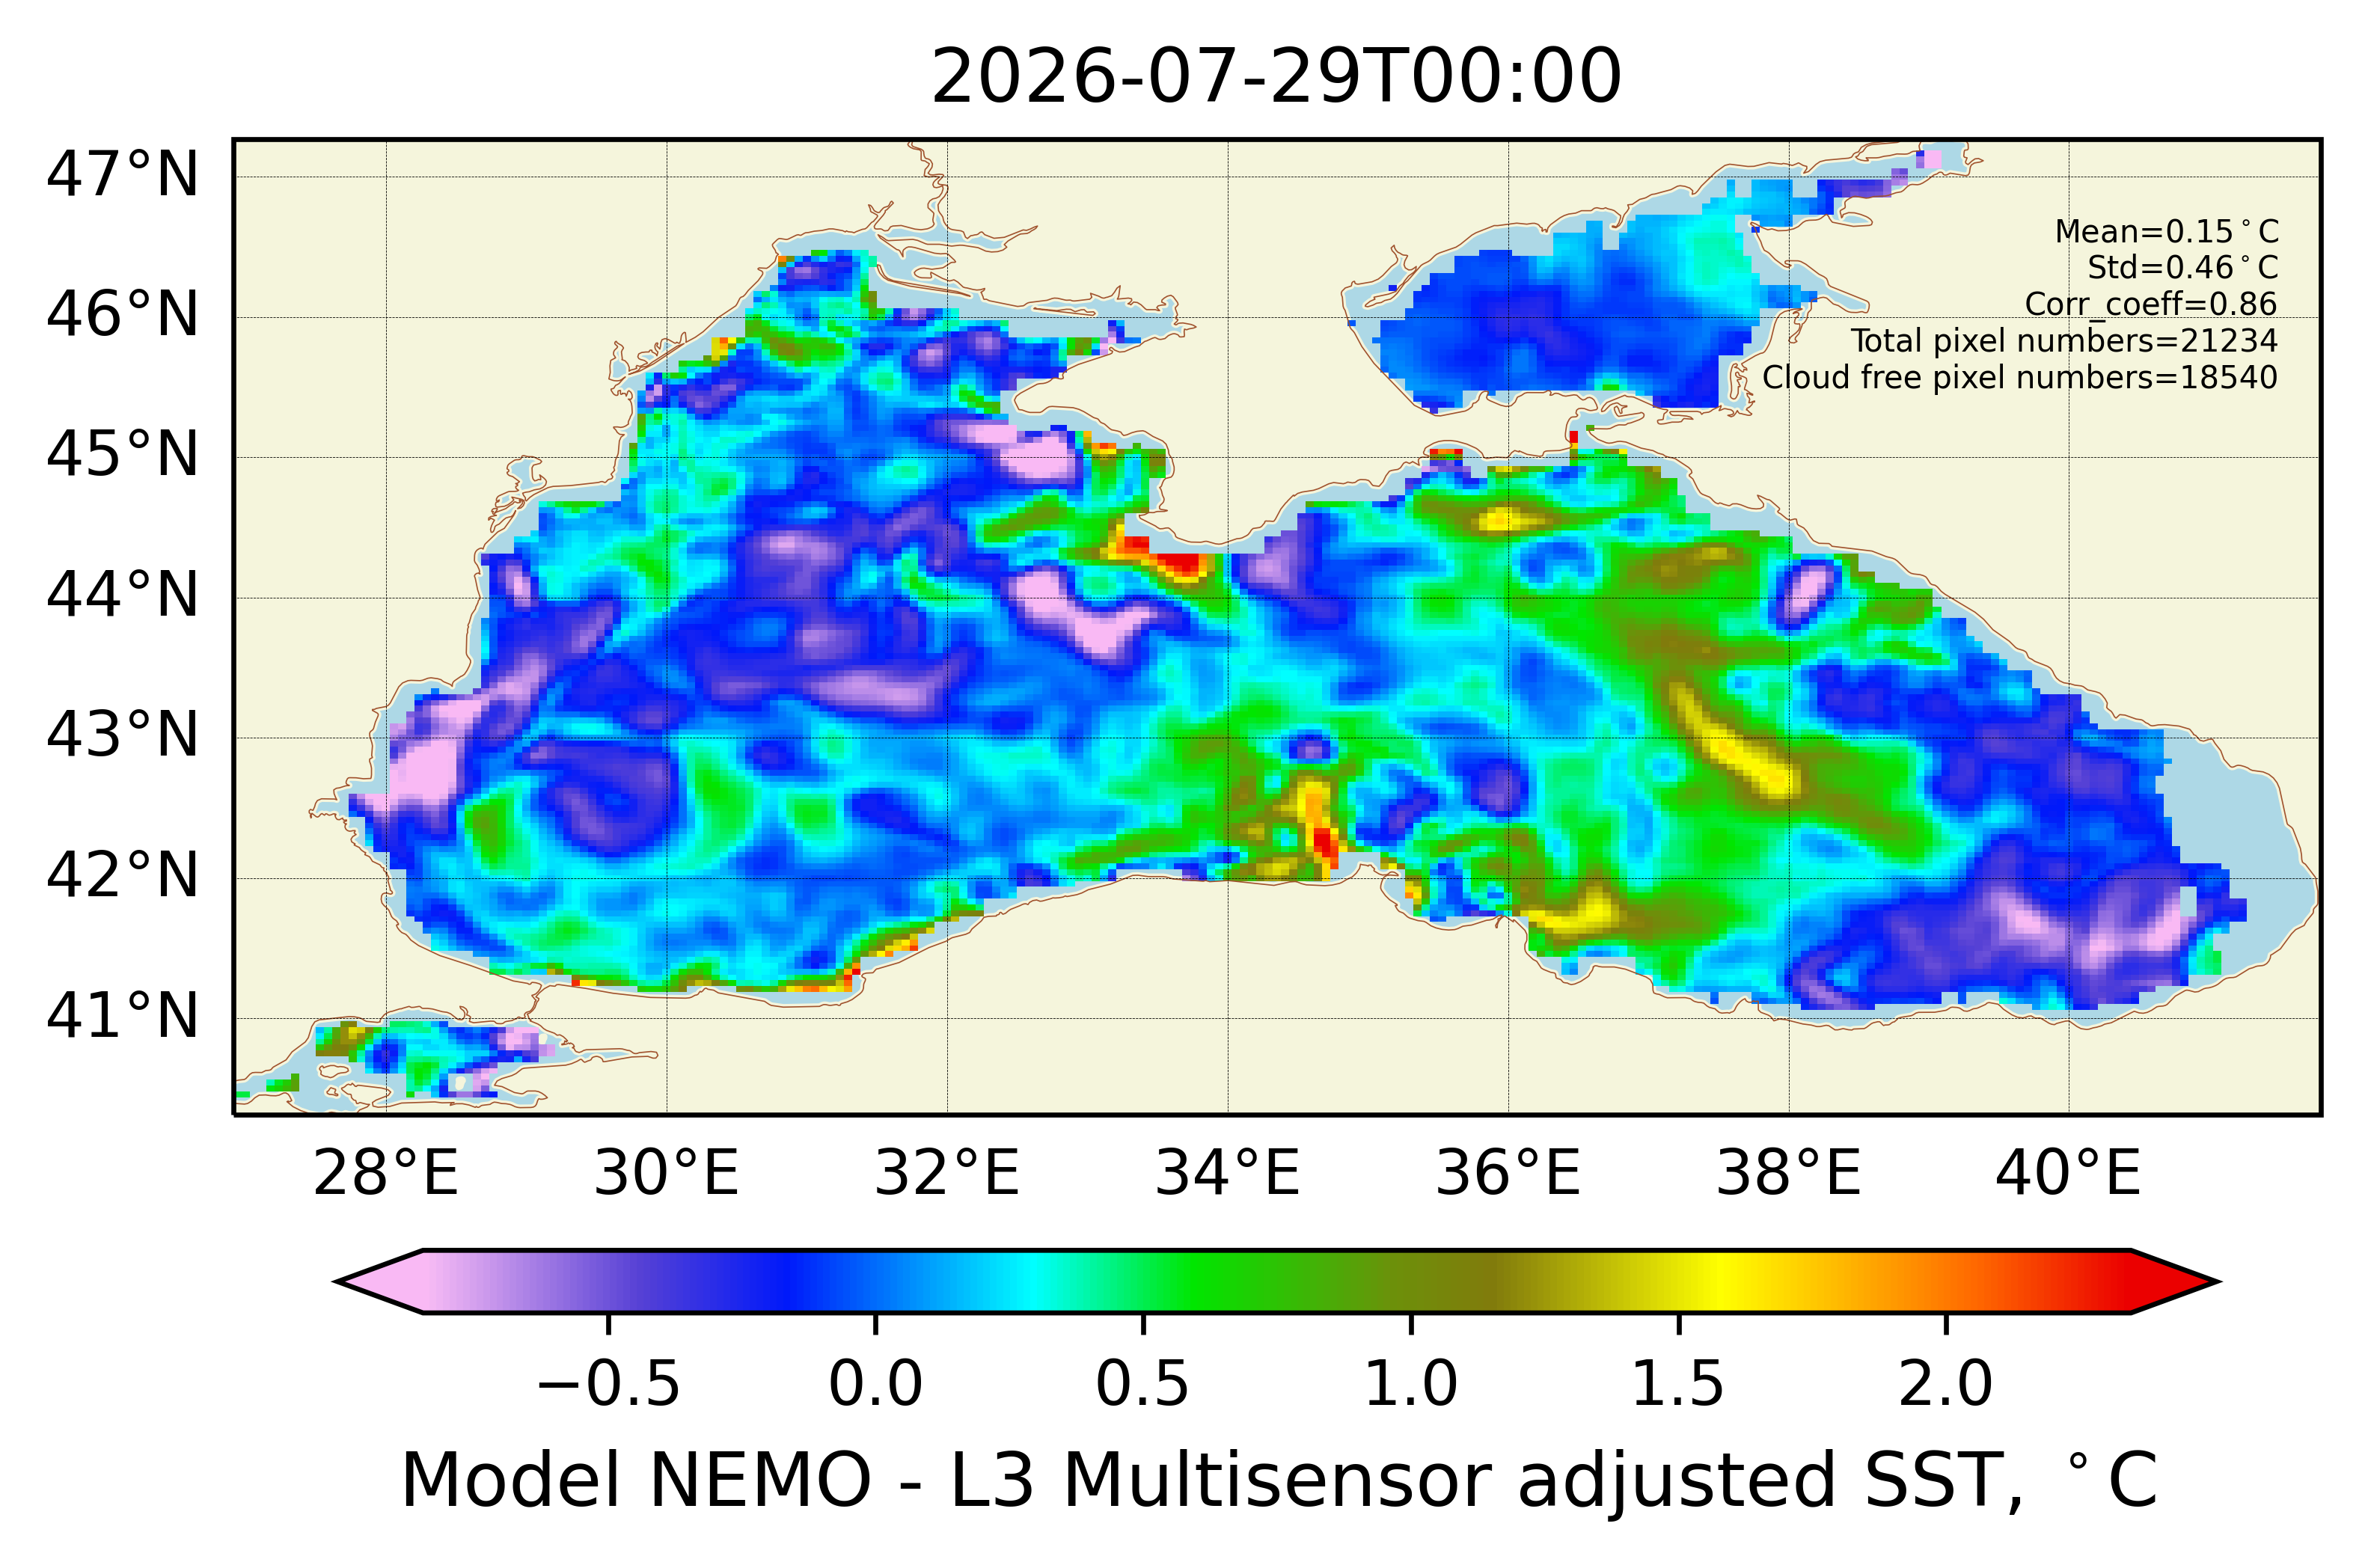 2026-07-29T00:00
47°N
46°N
45°N
44°N
43°N
42°N
41°N
Mean=0.15°C
Std=0.46°C
Corr_coeff=0.86
Total pixel numbers=21234
Cloud free pixel numbers=18540
28°E 30°E 32°E 34°E 36°E 38°E 40°E
−0.5 0.0 0.5 1.0 1.5 2.0
Model NEMO - L3 Multisensor adjusted SST, °C